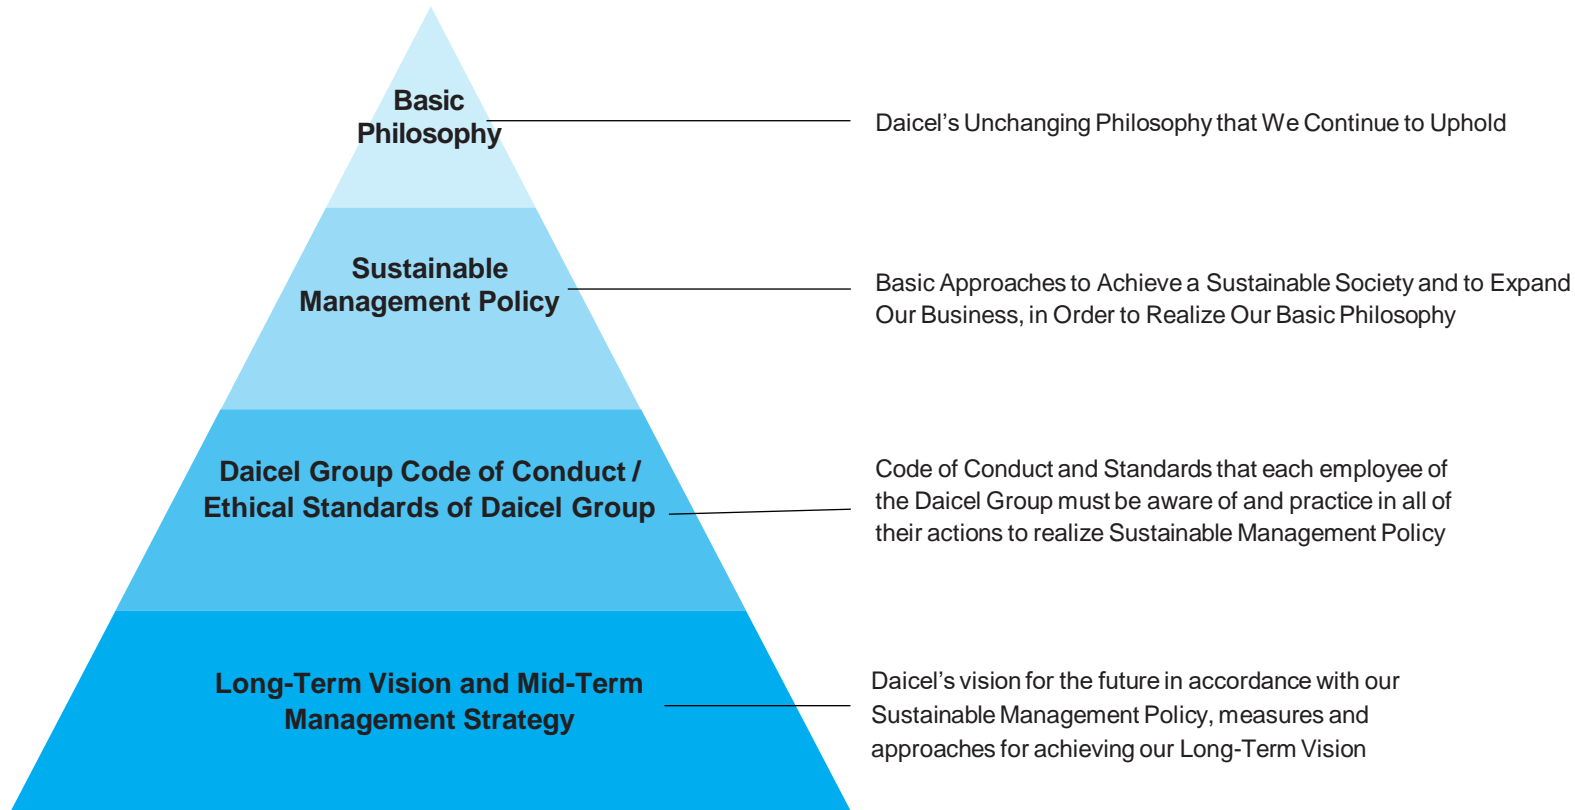 Basic
Philosophy
Daicel’s Unchanging Philosophy that We Continue to Uphold
Sustainable
Management Policy
Basic Approaches to Achieve a Sustainable Society and to Expand
Our Business, in Order to Realize Our Basic Philosophy
Daicel Group Code of Conduct /
Ethical Standards of Daicel Group
Code of Conduct and Standards that each employee of
the Daicel Group must be aware of and practice in all of
their actions to realize Sustainable Management Policy
Long-Term Vision and Mid-Term
Management Strategy
Daicel’s vision for the future in accordance with our
Sustainable Management Policy, measures and
approaches for achieving our Long-Term Vision